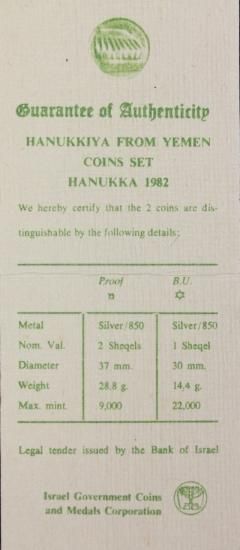 Guarantee of Authenticity
HANUKKIYA FROM YEMEN
COINS SET
HANUKKA 1982
We hereby certify that the 2 coins are dis-
tinguishable by the following details:
Proof B.U.
מ ✡
Metal Silver/850 Silver/850
Nom. Val. 2 Sheqels 1 Sheqel
Diameter 37 mm. 30 mm.
Weight 28.8 g. 14.4 g.
Max. mint. 9,000 22,000
Legal tender issued by the Bank of Israel
Israel Government Coins
and Medals Corporation